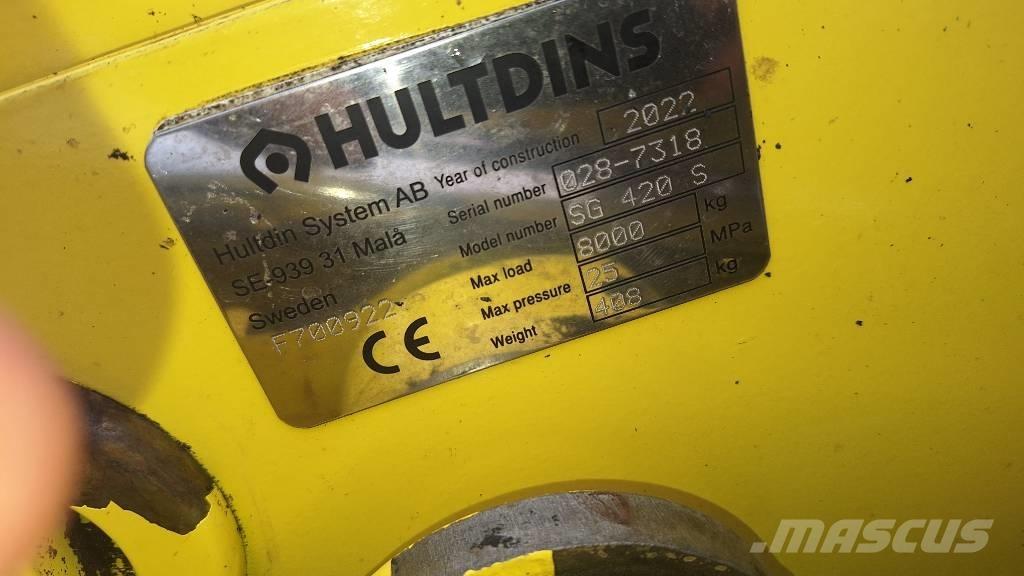 HULTDINS
Hultdin System AB
SE-939 31 Malå
Sweden
F700922
CE
Year of construction 2022
Serial number 028-7318
Model number SG 420 S
Max load 8000 kg
Max pressure 25 MPa
Weight 408 kg
.MASCUS